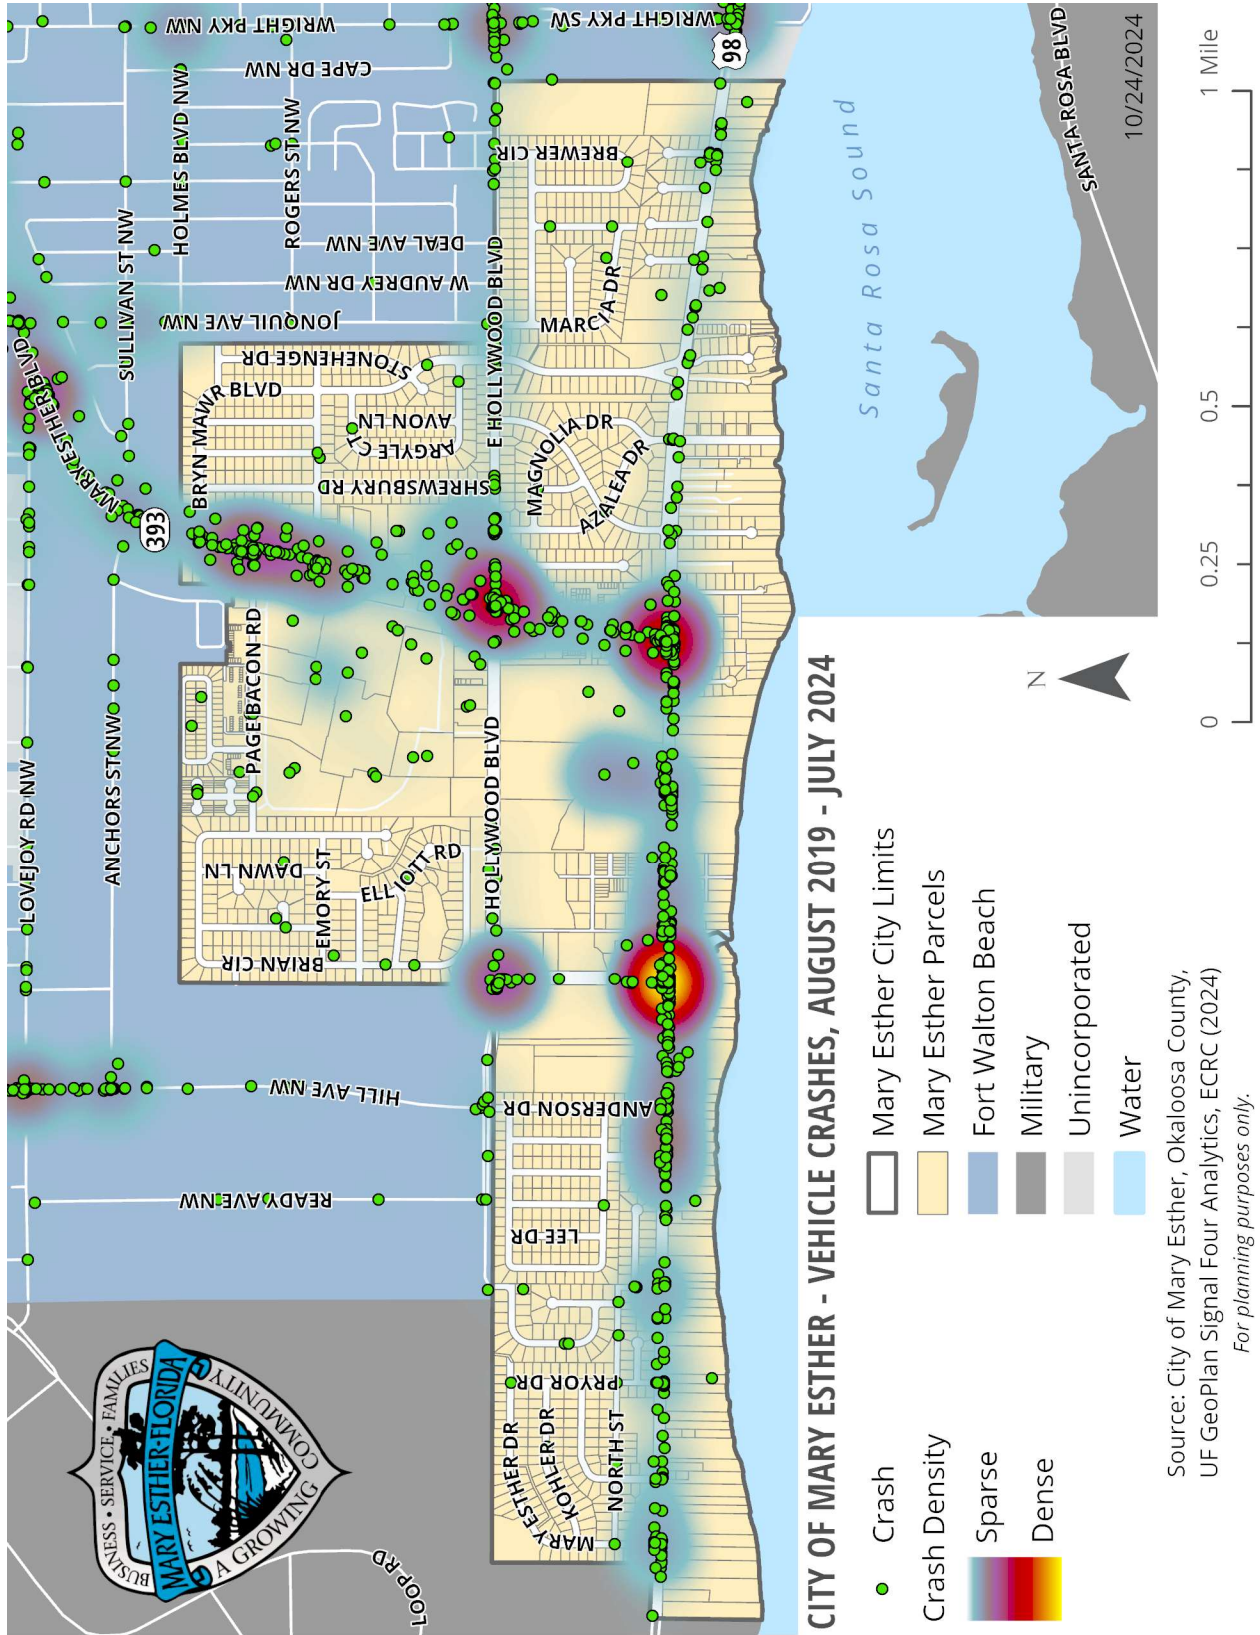 BUSINESS • SERVICE • FAMILIES
MARY ESTHER•FLORIDA
A GROWING COMMUNITY
LOOP RD
LOVEJOY RD NW
MARY ESTHER BLVD
393
ANCHORS ST NW
SULLIVAN ST NW
HOLMES BLVD NW
ROGERS ST NW
WRIGHT PKY NW
CAPE DR NW
WRIGHT PKY SW
98
DEAL AVE NW
W AUDREY DR NW
JONQUIL AVE NW
READY AVE NW
HILL AVE NW
BRIAN CIR
DAWN LN
EMORY ST
ELLIOTT RD
PAGE BACON RD
BRYN MAWR BLVD
STONEHENGE DR
AVON LN
ARGYLE CT
SHREWSBURY RD
HOLLYWOOD BLVD
E HOLLYWOOD BLVD
MARY ESTHER DR
KOHLER DR
NORTH ST
PRYOR DR
LEE DR
ANDERSON DR
MAGNOLIA DR
AZALEA DR
MARCIA DR
BREWER CIR
Santa Rosa Sound
SANTA ROSA BLVD
10/24/2024
CITY OF MARY ESTHER - VEHICLE CRASHES, AUGUST 2019 - JULY 2024
Crash
Crash Density
Sparse
Dense
Mary Esther City Limits
Mary Esther Parcels
Fort Walton Beach
Military
Unincorporated
Water
N
0 0.25 0.5 1 Mile
Source: City of Mary Esther, Okaloosa County,
UF GeoPlan Signal Four Analytics, ECRC (2024)
For planning purposes only.